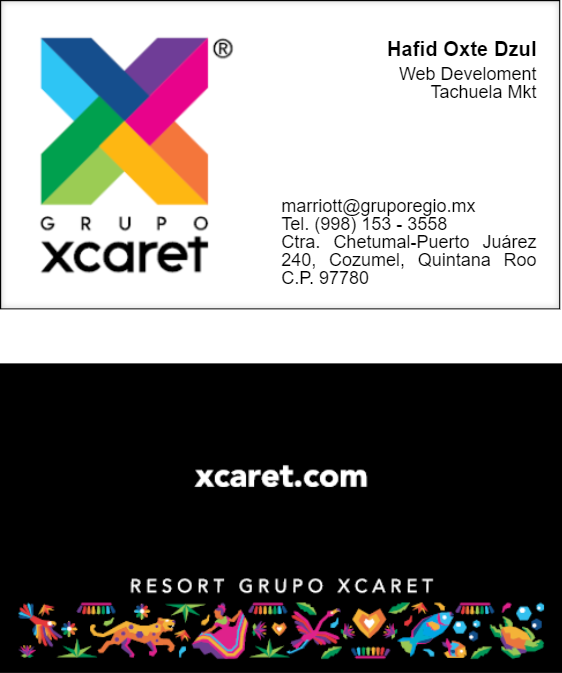 ®
GRUPO
xcaret
Hafid Oxte Dzul
Web Develoment
Tachuela Mkt
marriott@gruporegio.mx
Tel. (998) 153 - 3558
Ctra. Chetumal-Puerto Juárez
240, Cozumel, Quintana Roo
C.P. 97780
xcaret.com
RESORT GRUPO XCARET